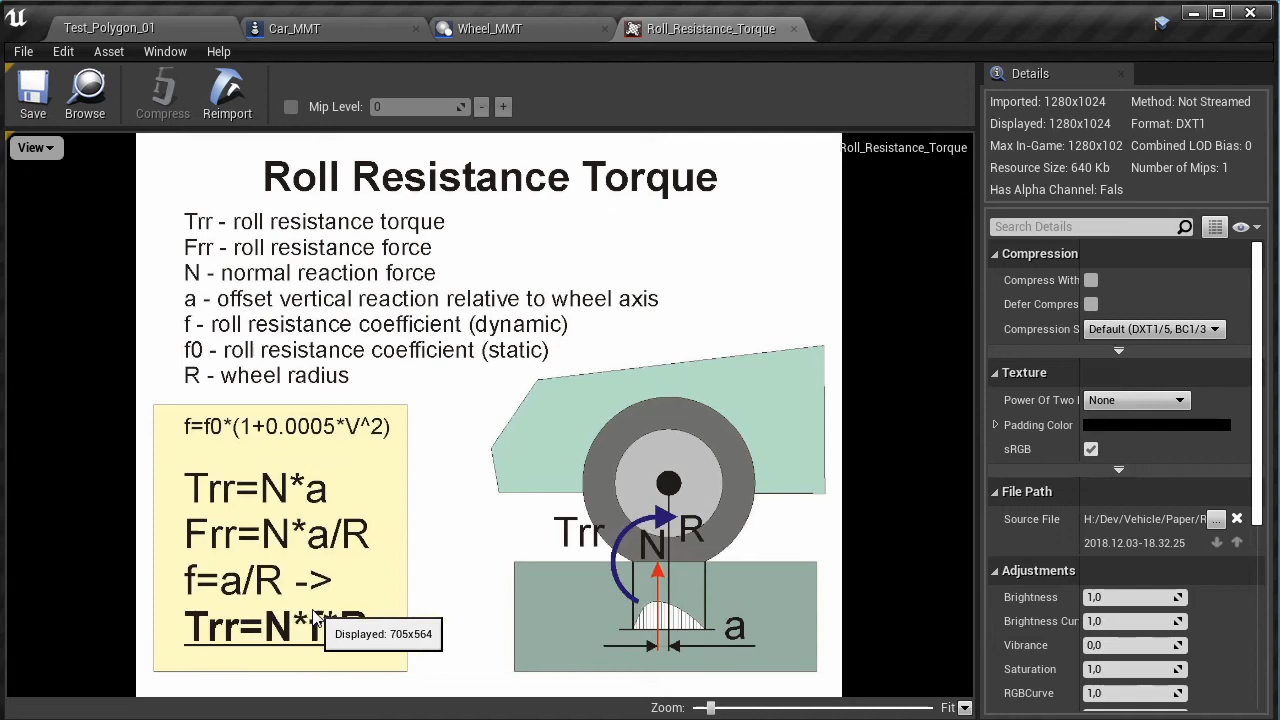 Test_Polygon_01
Car_MMT
Wheel_MMT
Roll_Resistance_Torque
File Edit Asset Window Help
Save Browse Compress Reimport
Mip Level: 0 - +
Details
View
Roll_Resistance_Torque
Imported: 1280x1024 Method: Not Streamed
Displayed: 1280x1024 Format: DXT1
Max In-Game: 1280x102 Combined LOD Bias: 0
Resource Size: 640 Kb Number of Mips: 1
Has Alpha Channel: Fals
Search Details
Compression
Compress With
Defer Compres
Compression S Default (DXT1/5, BC1/3
Texture
Power Of Two I None
Padding Color
sRGB
File Path
Source File H:/Dev/Vehicle/Paper/R ...
2018.12.03-18.32.25
Adjustments
Brightness 1,0
Brightness Cur 1,0
Vibrance 0,0
Saturation 1,0
RGBCurve 1,0
Roll Resistance Torque
Trr - roll resistance torque
Frr - roll resistance force
N - normal reaction force
a - offset vertical reaction relative to wheel axis
f - roll resistance coefficient (dynamic)
f0 - roll resistance coefficient (static)
R - wheel radius
f=f0*(1+0.0005*V^2)
Trr=N*a
Frr=N*a/R
f=a/R ->
Trr=N*f*R
Displayed: 705x564
Trr
R
N
a
Zoom: Fit